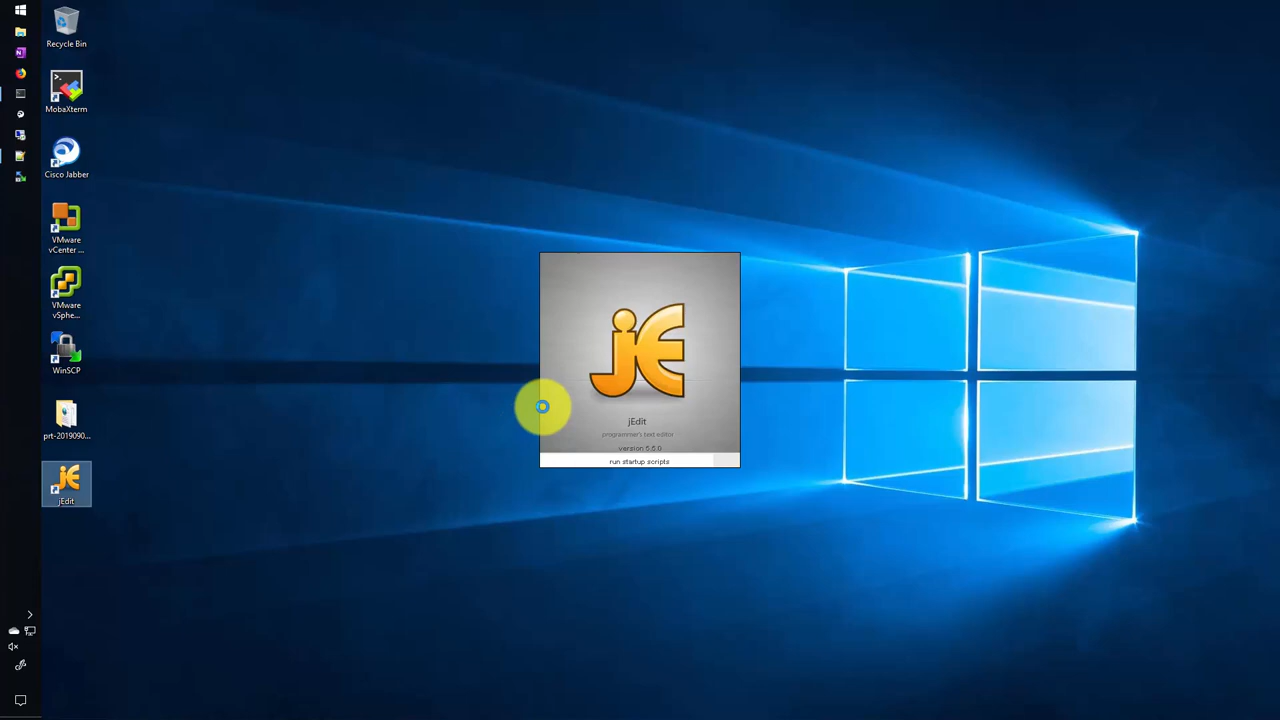 Recycle Bin
MobaXterm
Cisco Jabber
VMware
vCenter ...
VMware
vSphe...
WinSCP
prt-2019090...
jEdit
jE
jEdit
programmer's text editor
version 5.6.0
run startup scripts